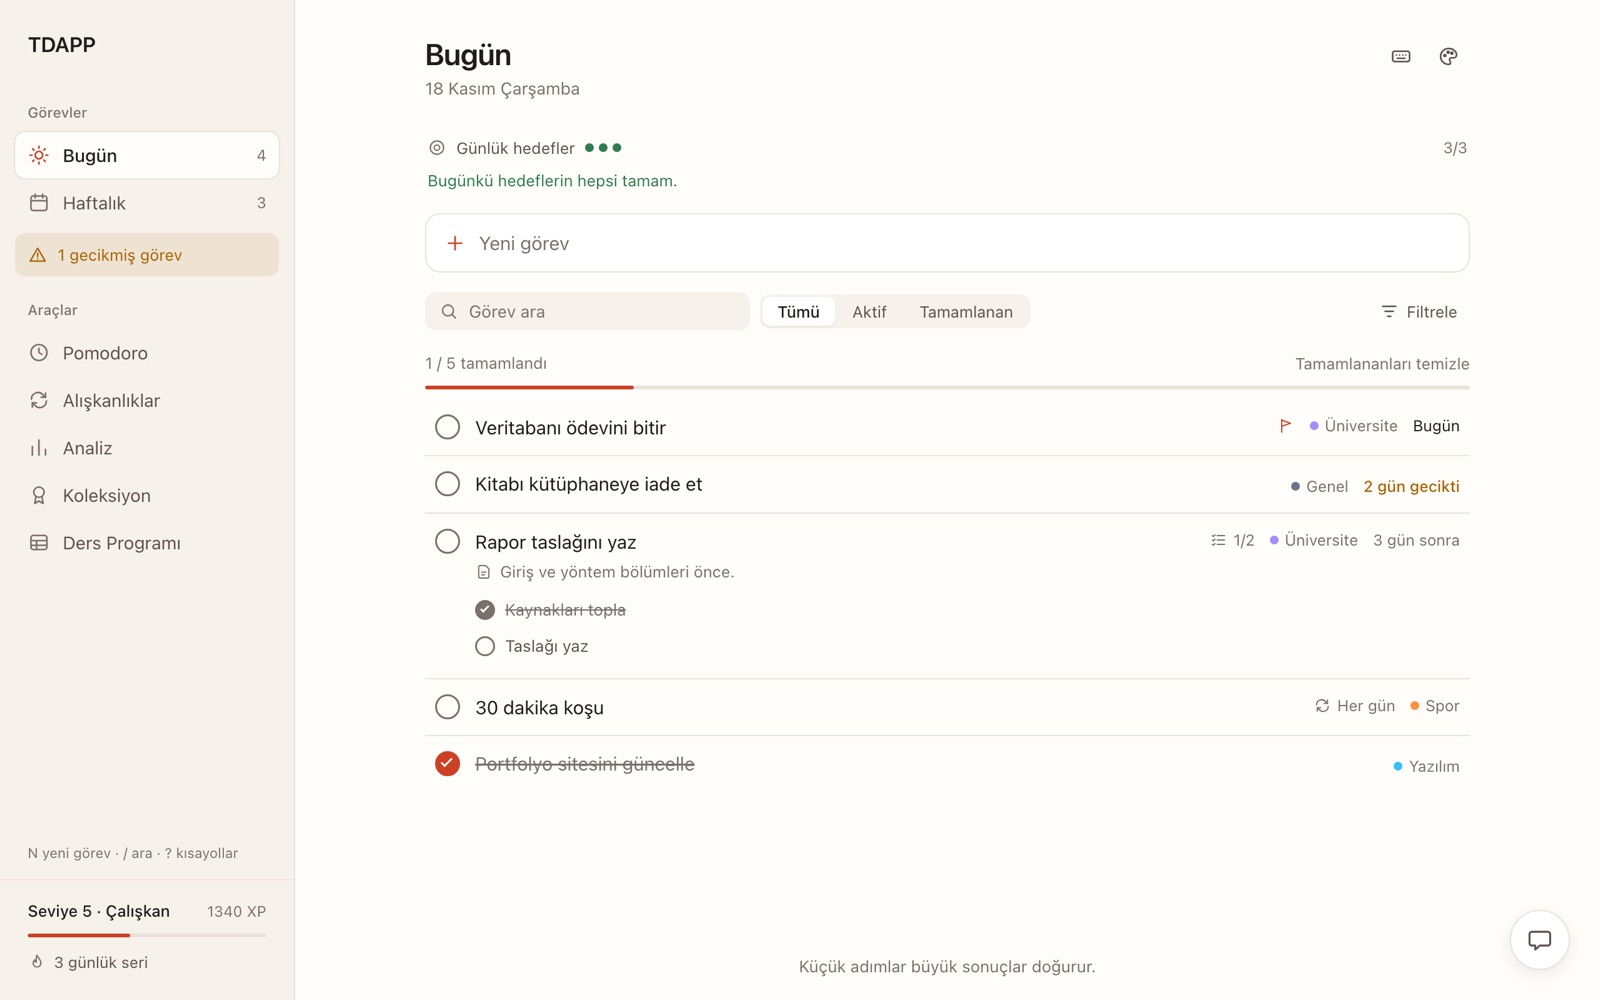 TDAPP
Görevler
Bugün 4
Haftalık 3
1 gecikmiş görev
Araçlar
Pomodoro
Alışkanlıklar
Analiz
Koleksiyon
Ders Programı
N yeni görev · / ara · ? kısayollar
Seviye 5 · Çalışkan 1340 XP
3 günlük seri
Bugün
18 Kasım Çarşamba
Günlük hedefler 3/3
Bugünkü hedeflerin hepsi tamam.
Yeni görev
Görev ara Tümü Aktif Tamamlanan Filtrele
1 / 5 tamamlandı Tamamlananları temizle
Veritabanı ödevini bitir Üniversite Bugün
Kitabı kütüphaneye iade et Genel 2 gün gecikti
Rapor taslağını yaz 1/2 Üniversite 3 gün sonra
Giriş ve yöntem bölümleri önce.
Kaynakları topla
Taslağı yaz
30 dakika koşu Her gün Spor
Portfolyo sitesini güncelle Yazılım
Küçük adımlar büyük sonuçlar doğurur.